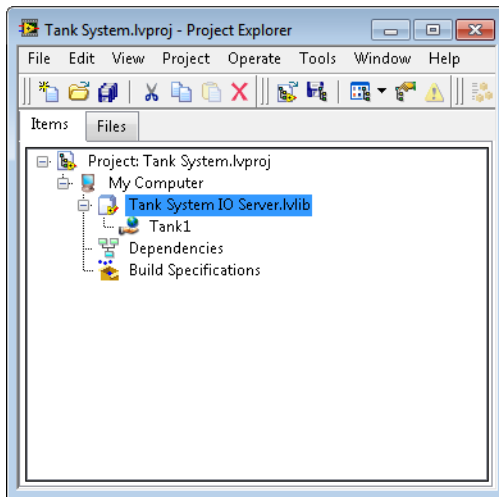 Tank System.lvproj - Project Explorer
File Edit View Project Operate Tools Window Help
Items Files
Project: Tank System.lvproj
My Computer
Tank System IO Server.lvlib
Tank1
Dependencies
Build Specifications